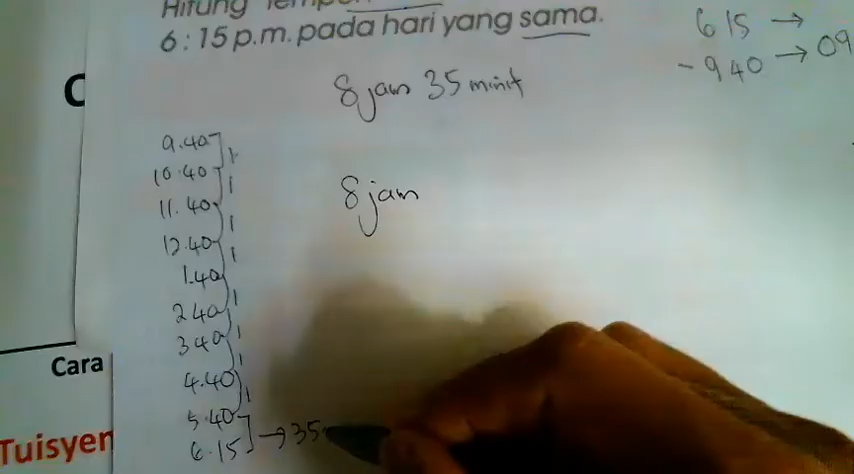 Hitung
6 : 15 p.m. pada hari yang sama.
6 15 →
- 9 40 → 09
C
8 jam 35 minit
9.40 1
10.40 1
11.40 1
12.40 1
1.40
2.40 1
3.40 1
4.40 1
5.40 1
6.15 → 35
8 jam
Cara
Tuisyen